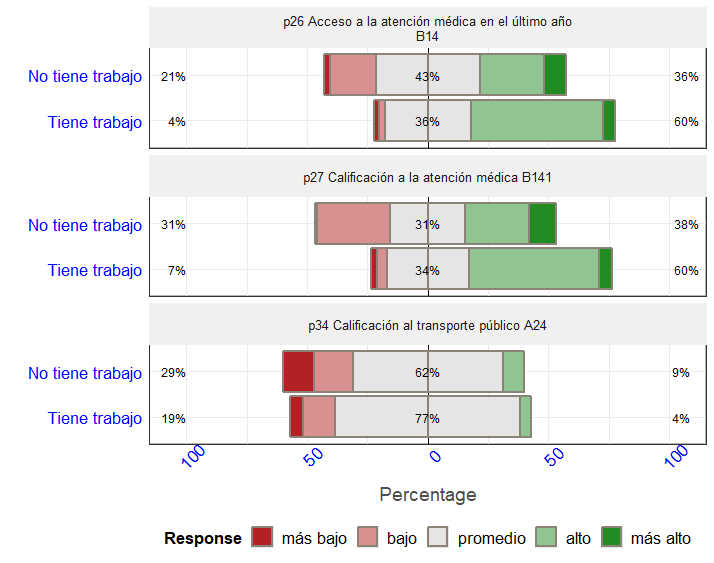 p26 Acceso a la atención médica en el último año
B14
No tiene trabajo 21% 43% 36%
Tiene trabajo 4% 36% 60%
p27 Calificación a la atención médica B141
No tiene trabajo 31% 31% 38%
Tiene trabajo 7% 34% 60%
p34 Calificación al transporte público A24
No tiene trabajo 29% 62% 9%
Tiene trabajo 19% 77% 4%
100 50 0 50 100
Percentage
Response más bajo bajo promedio alto más alto